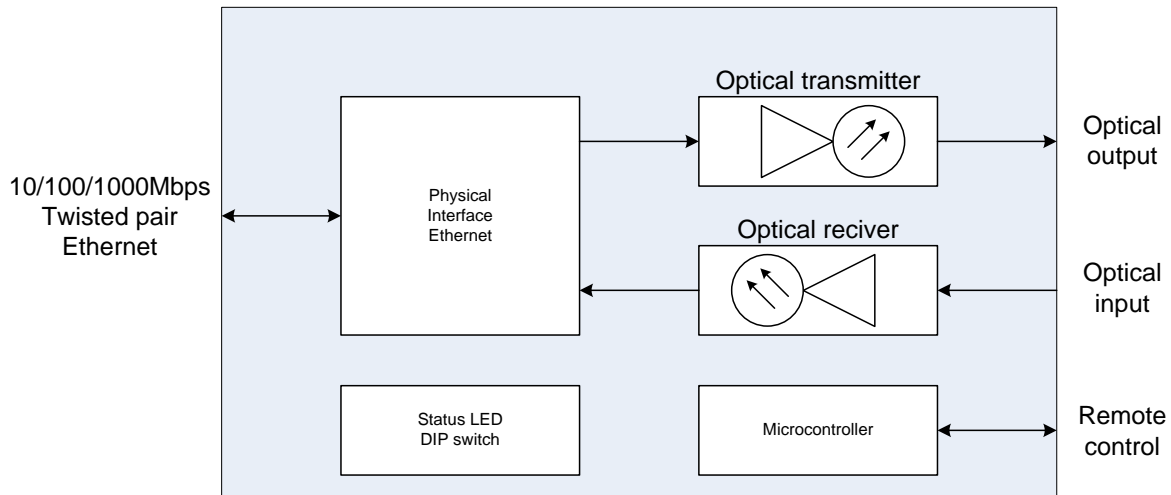 Optical transmitter
Optical
output
10/100/1000Mbps
Twisted pair
Ethernet
Physical
Interface
Ethernet
Optical reciver
Optical
input
Status LED
DIP switch
Microcontroller
Remote
control